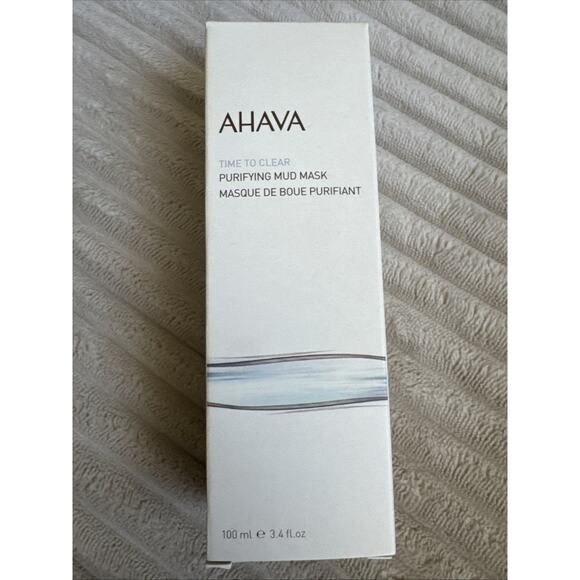 AHAVA
TIME TO CLEAR
PURIFYING MUD MASK
MASQUE DE BOUE PURIFIANT
100 ml ℮ 3.4 fl.oz